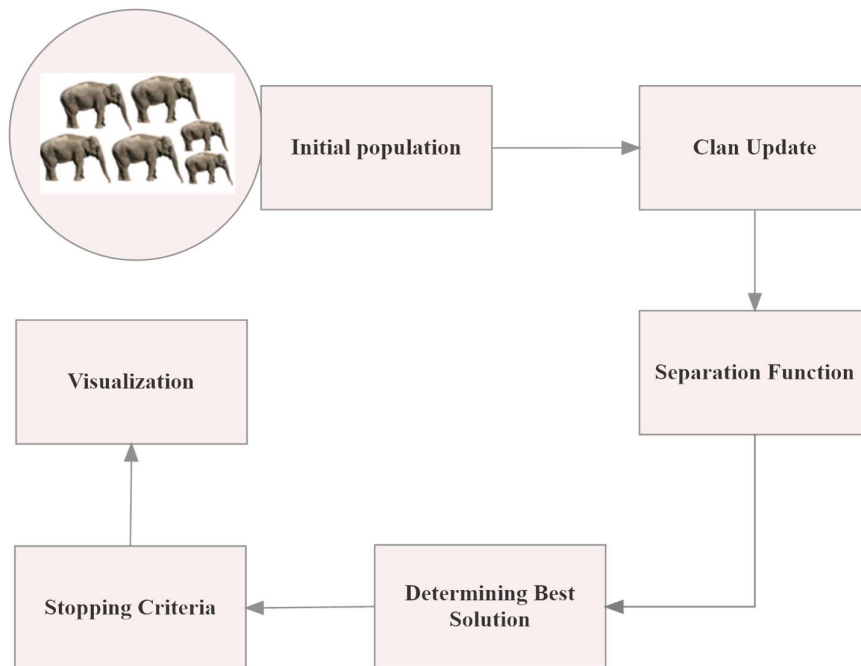 Initial population
Clan Update
Separation Function
Determining Best
Solution
Stopping Criteria
Visualization